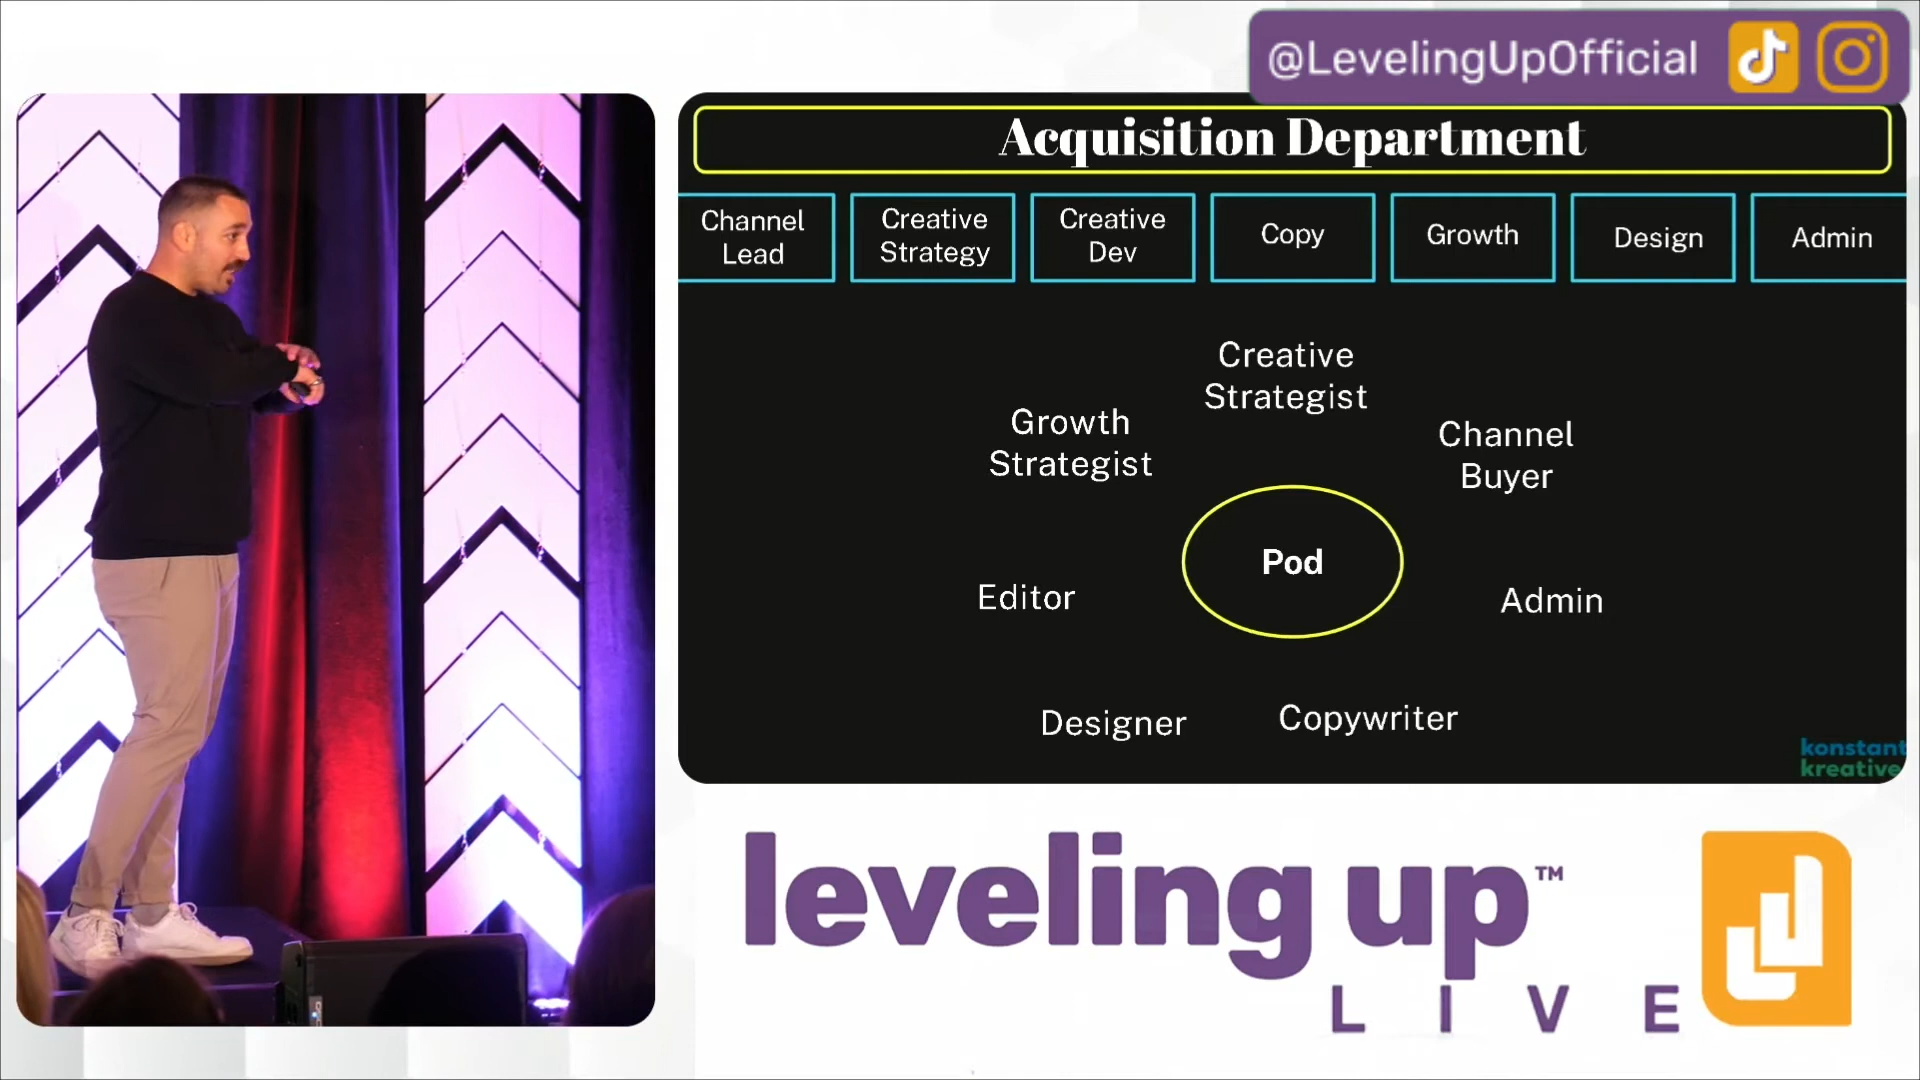 @LevelingUpOfficial
Acquisition Department
Channel
Lead
Creative
Strategy
Creative
Dev
Copy
Growth
Design
Admin
Creative
Strategist
Growth
Strategist
Channel
Buyer
Pod
Editor
Admin
Designer
Copywriter
konstant
kreative
leveling up™
LIVE